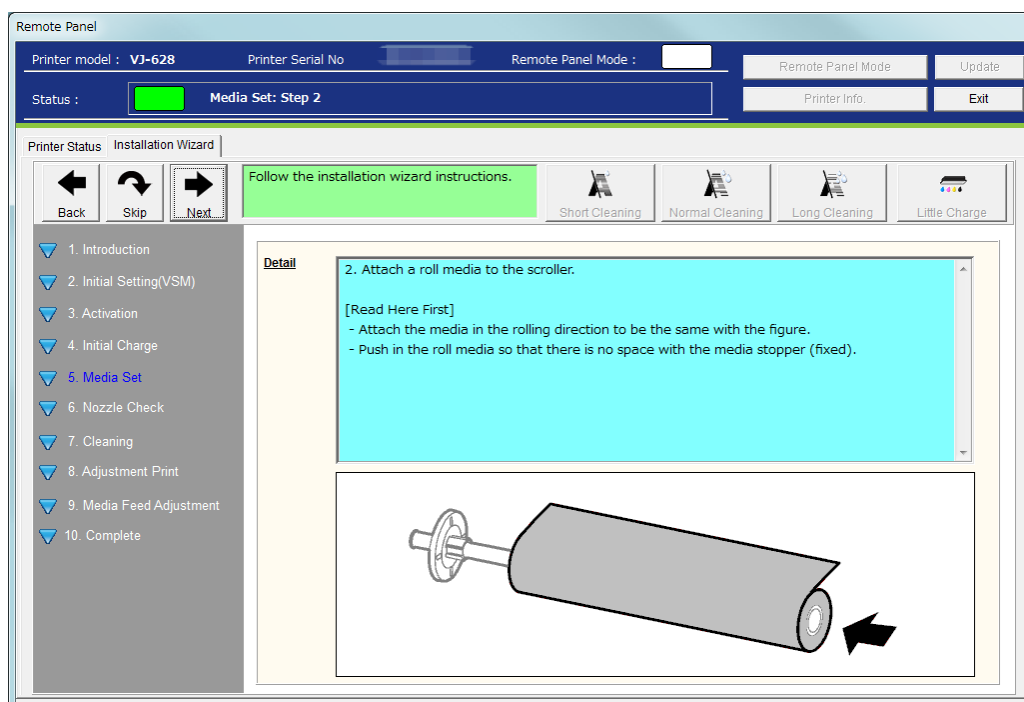 Remote Panel
Printer model : VJ-628 Printer Serial No Remote Panel Mode :
Remote Panel Mode Update
Status : Media Set: Step 2
Printer Info. Exit
Printer Status Installation Wizard
Back Skip Next
Follow the installation wizard instructions.
Short Cleaning Normal Cleaning Long Cleaning Little Charge
1. Introduction
2. Initial Setting(VSM)
3. Activation
4. Initial Charge
5. Media Set
6. Nozzle Check
7. Cleaning
8. Adjustment Print
9. Media Feed Adjustment
10. Complete
Detail
2. Attach a roll media to the scroller.
[Read Here First]
- Attach the media in the rolling direction to be the same with the figure.
- Push in the roll media so that there is no space with the media stopper (fixed).